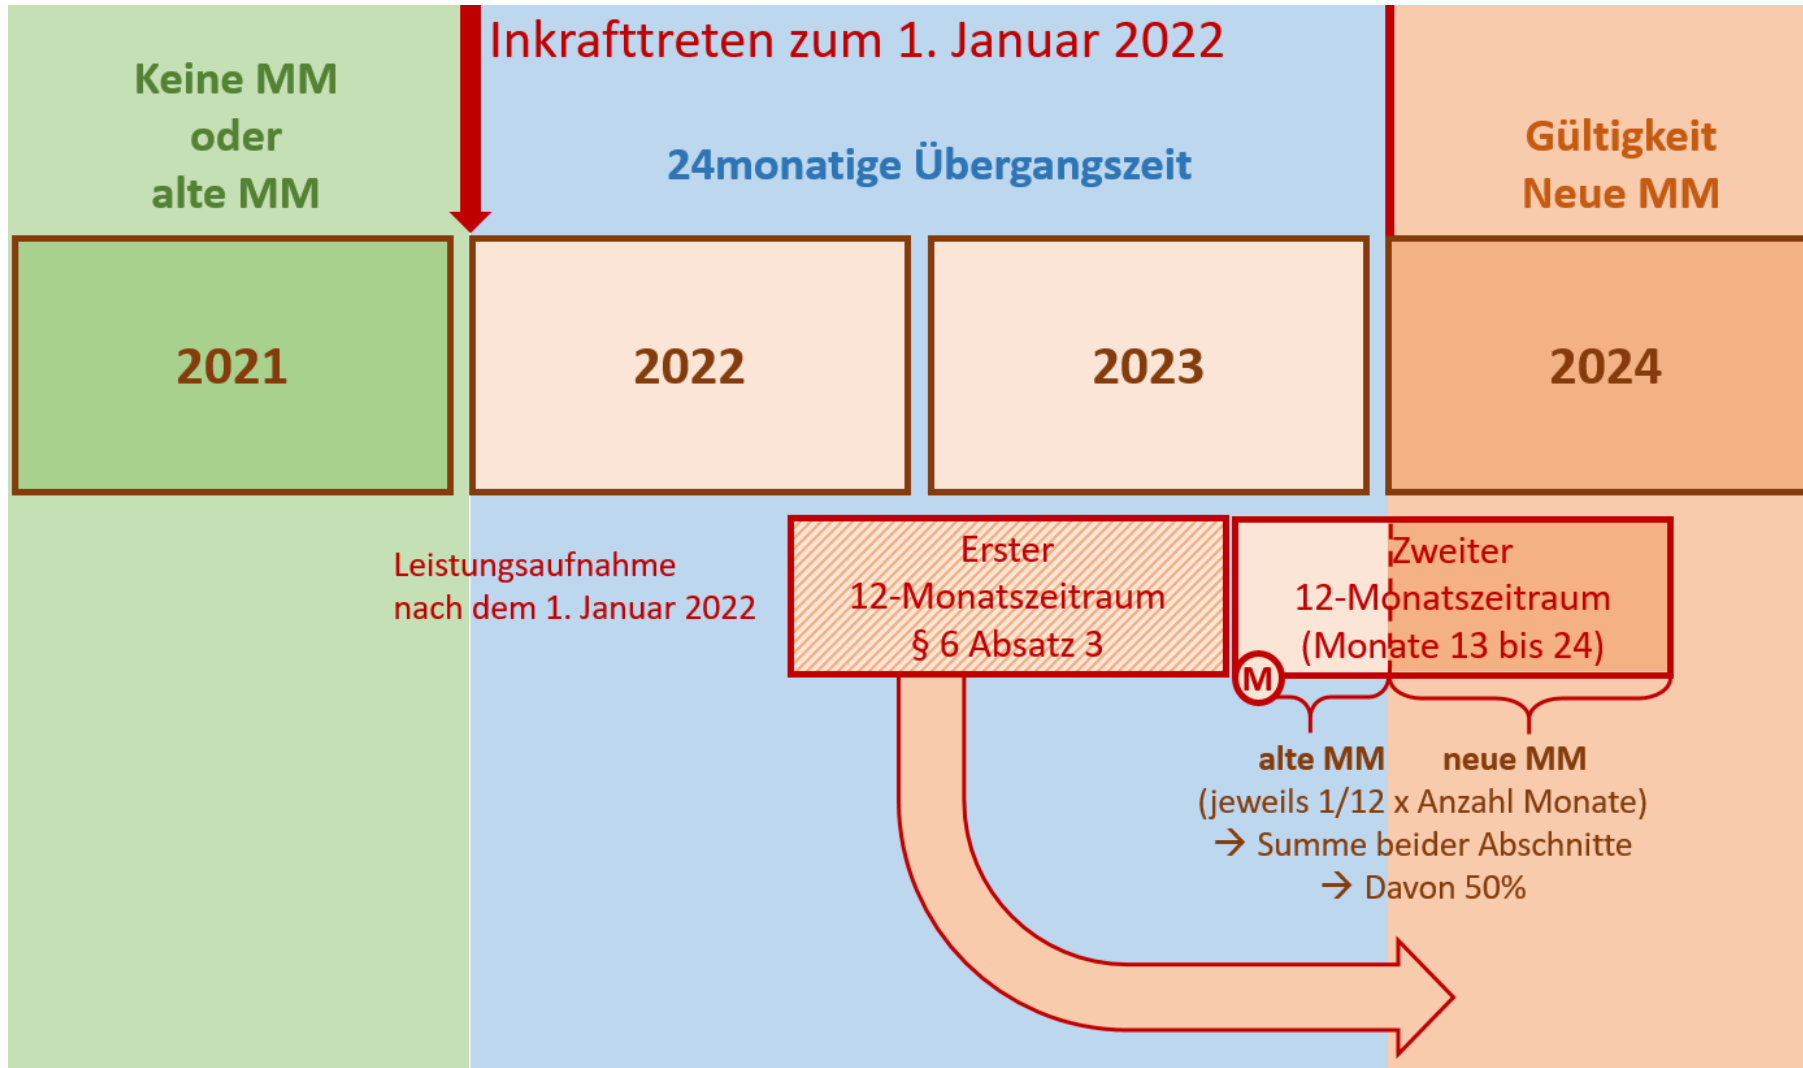 Inkrafttreten zum 1. Januar 2022
Keine MM
oder
alte MM
24monatige Übergangszeit
Gültigkeit
Neue MM
2021
2022
2023
2024
Leistungsaufnahme
nach dem 1. Januar 2022
Erster
12-Monatszeitraum
§ 6 Absatz 3
Zweiter
12-Monatszeitraum
(Monate 13 bis 24)
M
alte MM
neue MM
(jeweils 1/12 x Anzahl Monate)
→ Summe beider Abschnitte
→ Davon 50%